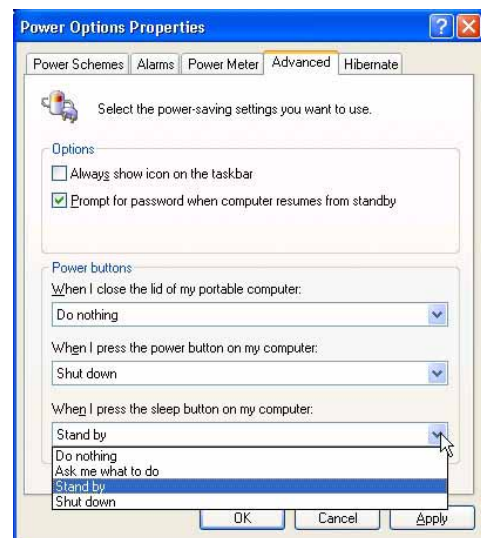 Power Options Properties
Power Schemes Alarms Power Meter Advanced Hibernate
Select the power-saving settings you want to use.
Options
Always show icon on the taskbar
Prompt for password when computer resumes from standby
Power buttons
When I close the lid of my portable computer:
Do nothing
When I press the power button on my computer:
Shut down
When I press the sleep button on my computer:
Stand by
Do nothing
Ask me what to do
Stand by
Shut down
OK Cancel Apply